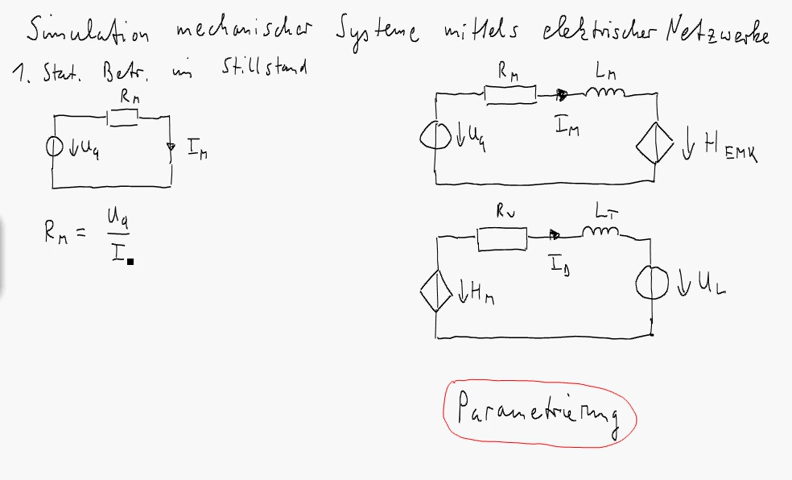 Simulation mechanischer Systeme mittels elektrischer Netzwerke
1. Stat. Betr. im Stillstand
R_M
U_q
I_M
R_M = U_q / I
R_M
L_M
U_q
I_M
H_EMK
R_V
L_T
H_M
I_D
U_L
Parametrierung